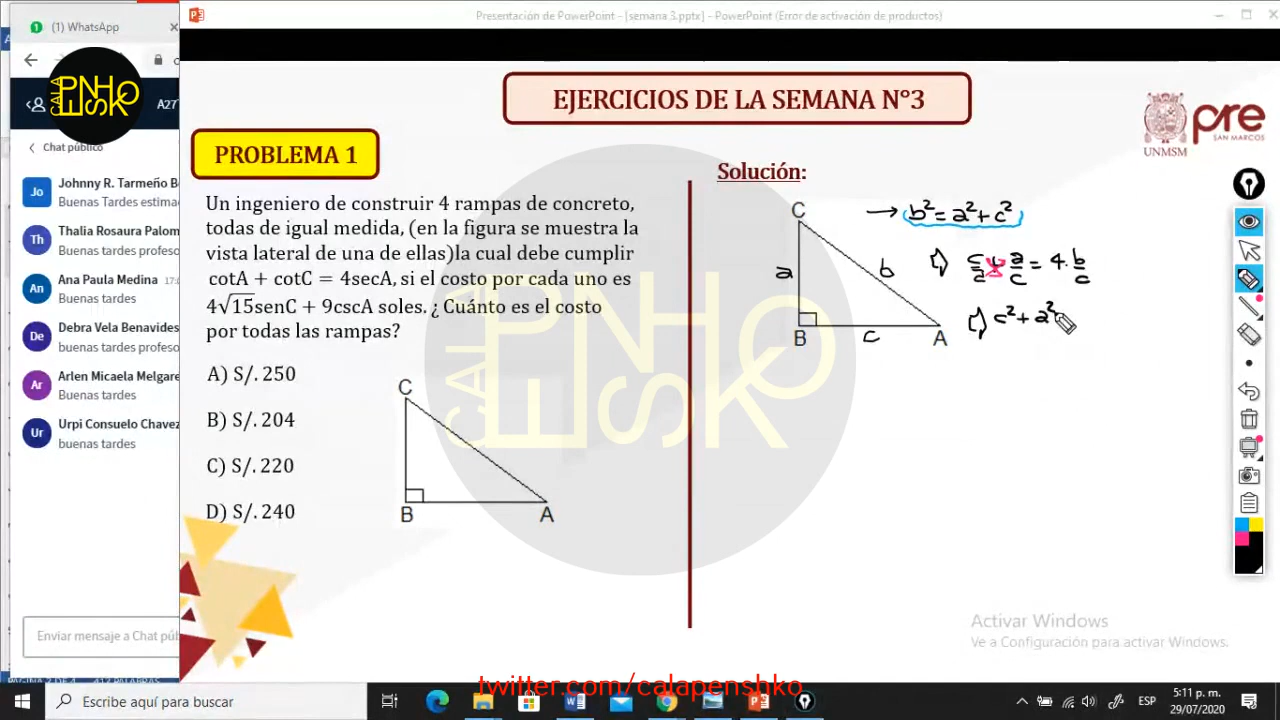 Presentación de PowerPoint - [semana 3.pptx] - PowerPoint (Error de activación de productos)
(1) WhatsApp
CALA
PENHO
ESK
A27
Chat público
Johnny R. Tarmeño B
Buenas Tardes estima
Thalia Rosaura Palom
Buenas tardes
Ana Paula Medina
Buenas tardes
Debra Vela Benavides
Buenas tardes
Arlen Micaela Melgare
Buenas tardes
Urpi Consuelo Chavez
buenas tardes
Enviar mensaje a Chat púb
EJERCICIOS DE LA SEMANA N°3
UNMSM
pre
SAN MARCOS
PROBLEMA 1
Un ingeniero de construir 4 rampas de concreto,
todas de igual medida, (en la figura se muestra la
vista lateral de una de ellas)la cual debe cumplir
cotA + cotC = 4secA, si el costo por cada uno es
4√15senC + 9cscA soles.¿ Cuánto es el costo
por todas las rampas?
A) S/. 250
B) S/. 204
C) S/. 220
D) S/. 240
C
B
A
Solución:
C
a
b
B
c
A
→ b² = a² + c²
c/a + a/c = 4. b/c
c² + a²
Activar Windows
Ve a Configuración para activar Windows.
twitter.com/calapenshko
Escribe aquí para buscar
ESP
5:11 p. m.
29/07/2020